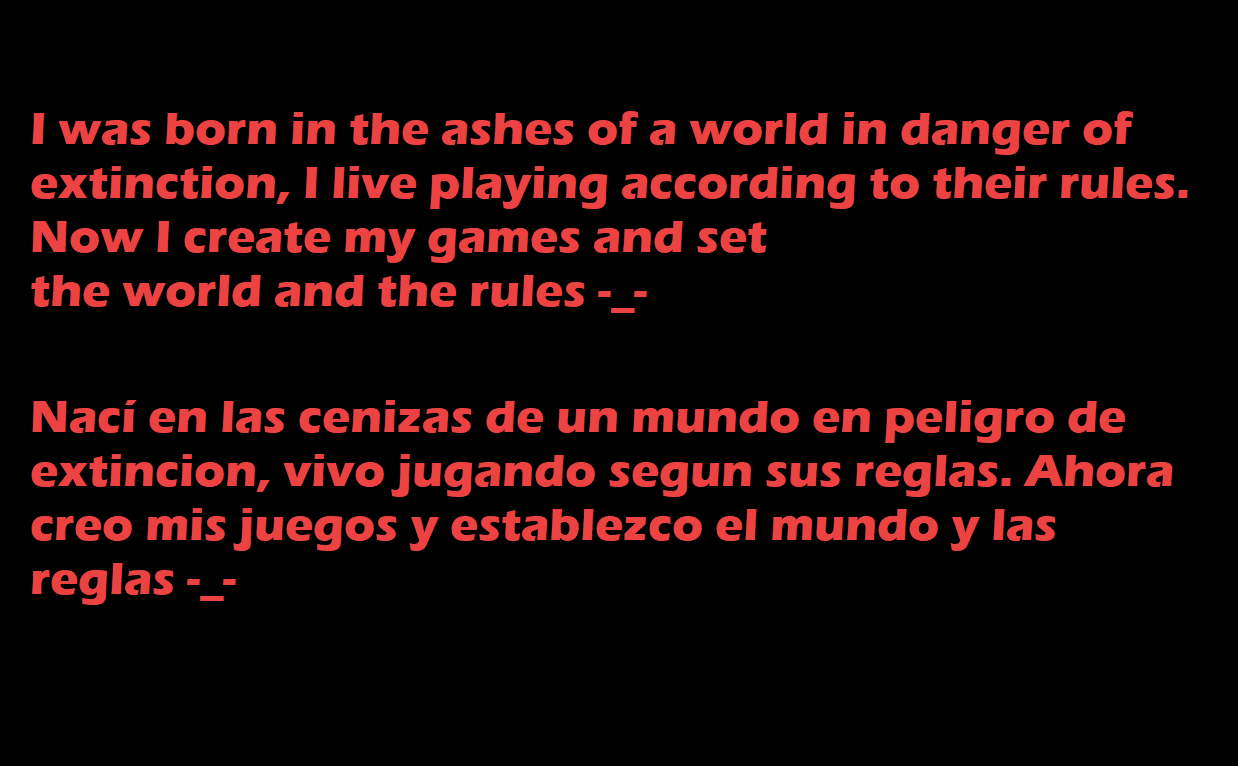 I was born in the ashes of a world in danger of
extinction, I live playing according to their rules.
Now I create my games and set
the world and the rules -_-
Nací en las cenizas de un mundo en peligro de
extincion, vivo jugando segun sus reglas. Ahora
creo mis juegos y establezco el mundo y las
reglas -_-